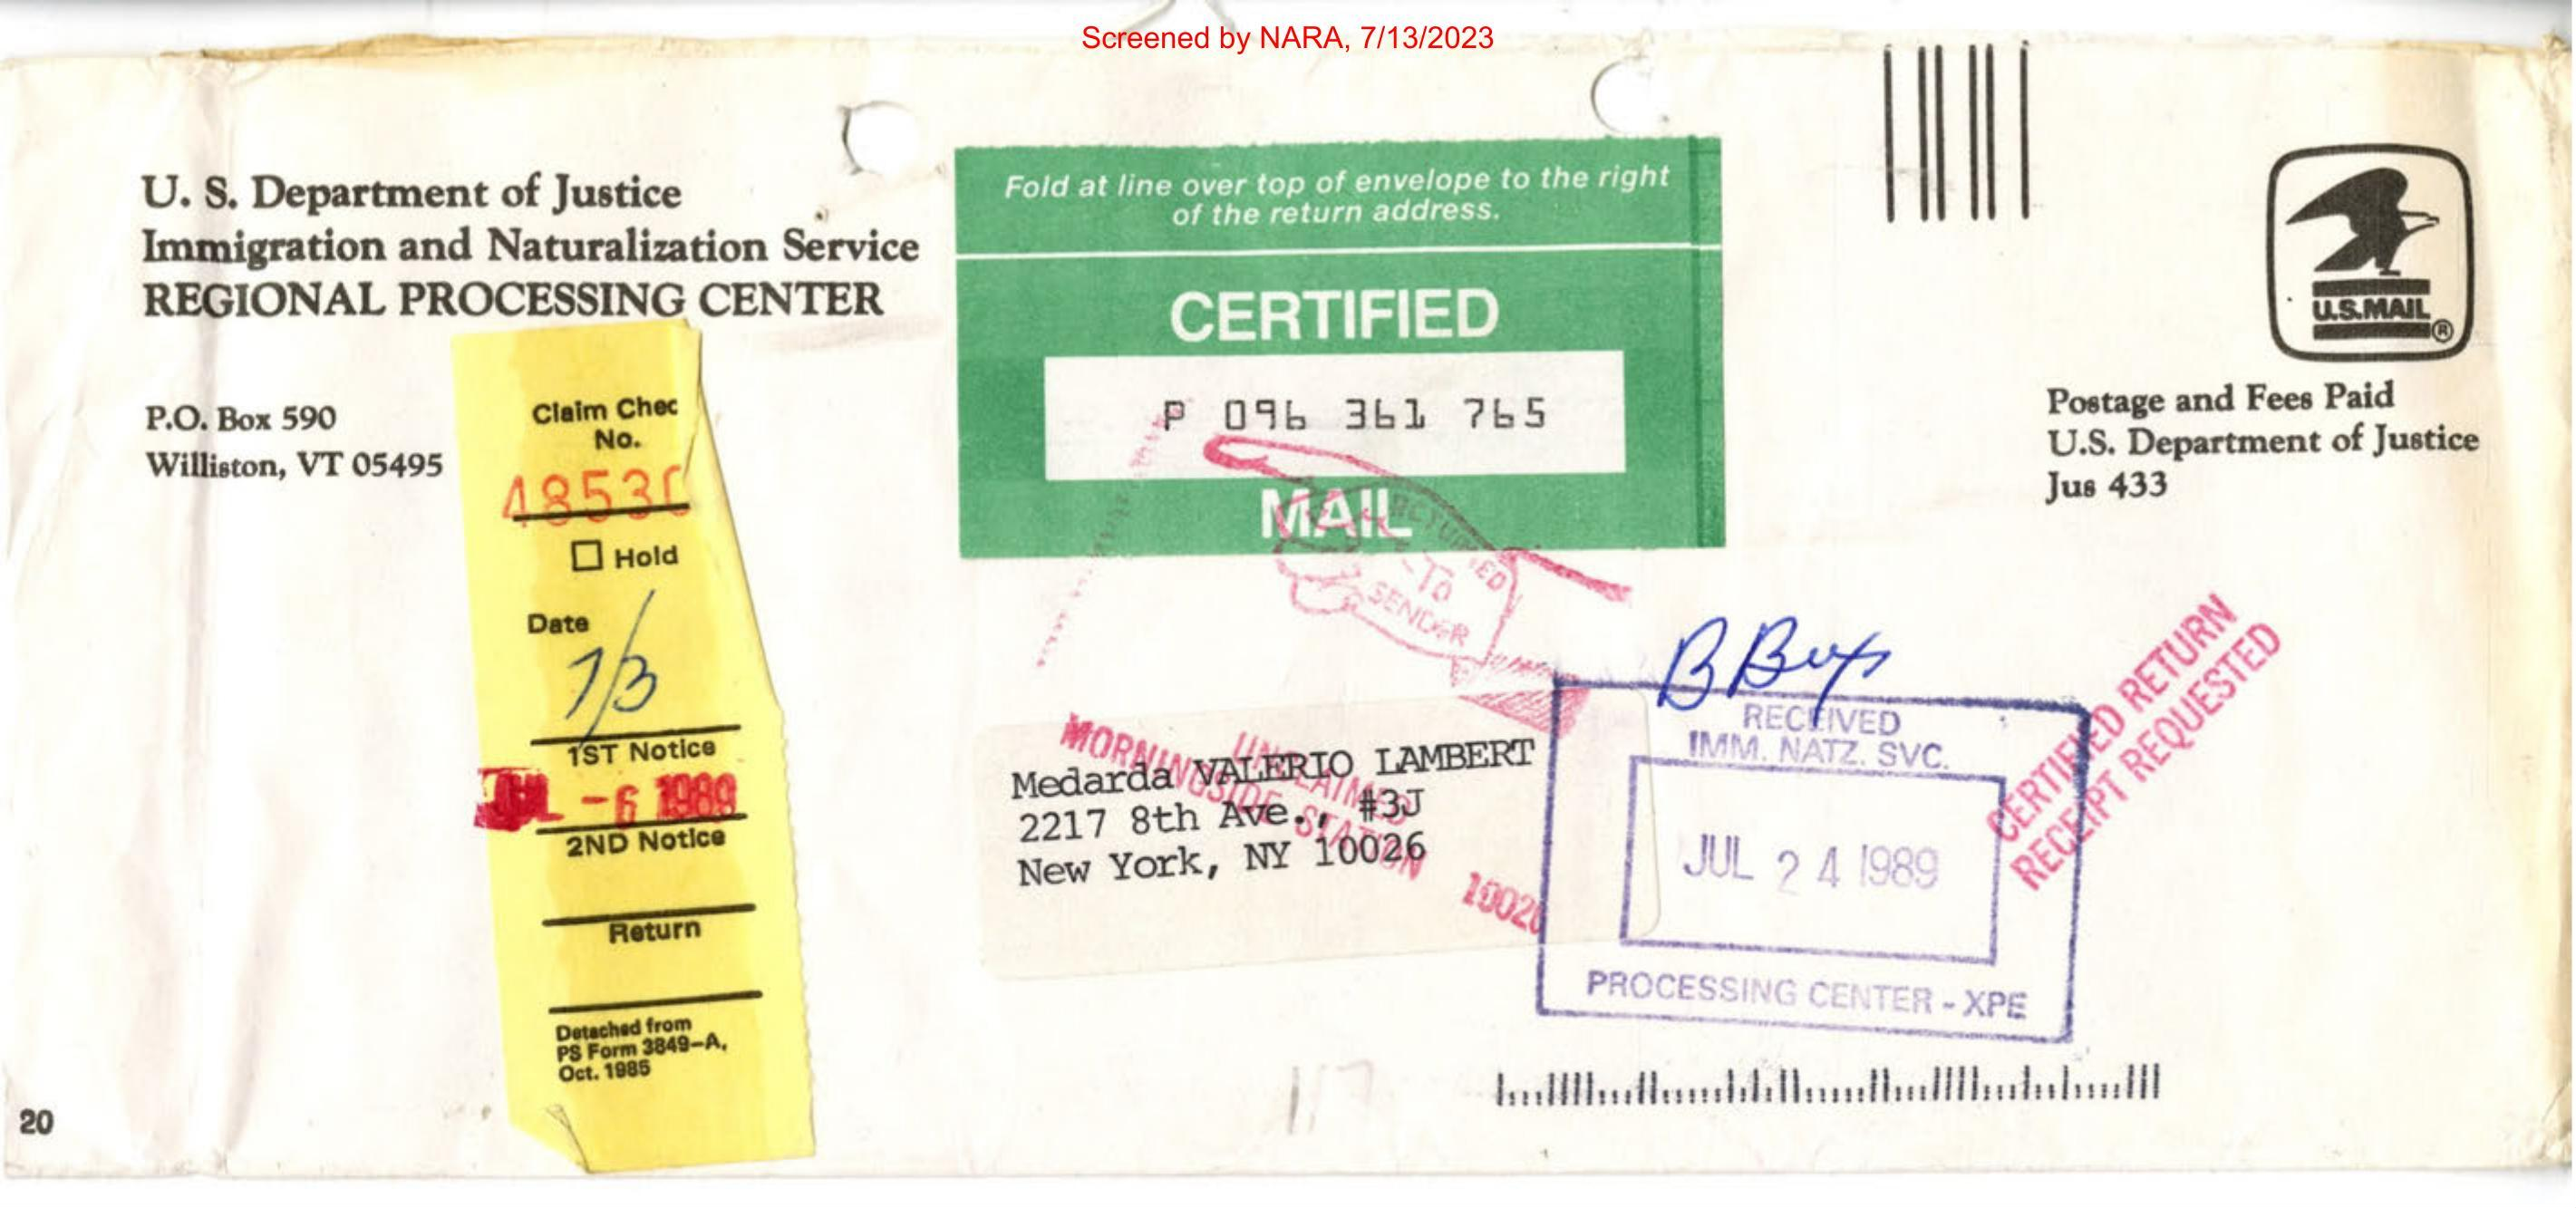 Screened by NARA, 7/13/2023
U. S. Department of Justice
Immigration and Naturalization Service
REGIONAL PROCESSING CENTER
P.O. Box 590
Williston, VT 05495
Fold at line over top of envelope to the right
of the return address.
CERTIFIED
P 096 361 765
MAIL
U.S.MAIL ®
Postage and Fees Paid
U.S. Department of Justice
Jus 433
Claim Chec
No.
4853
Hold
Date
7/3
1ST Notice
JUL -6 1989
2ND Notice
Return
Detached from
PS Form 3849-A,
Oct. 1985
RETURNED
TO
SENDER
UNCLAIMED
MORNINGSIDE STATION 10026
Medarda VALERIO LAMBERT
2217 8th Ave., #3J
New York, NY 10026
B
RECEIVED
IMM. NATZ. SVC.
JUL 24 1989
PROCESSING CENTER - XPE
CERTIFIED RETURN
RECEIPT REQUESTED
117
20